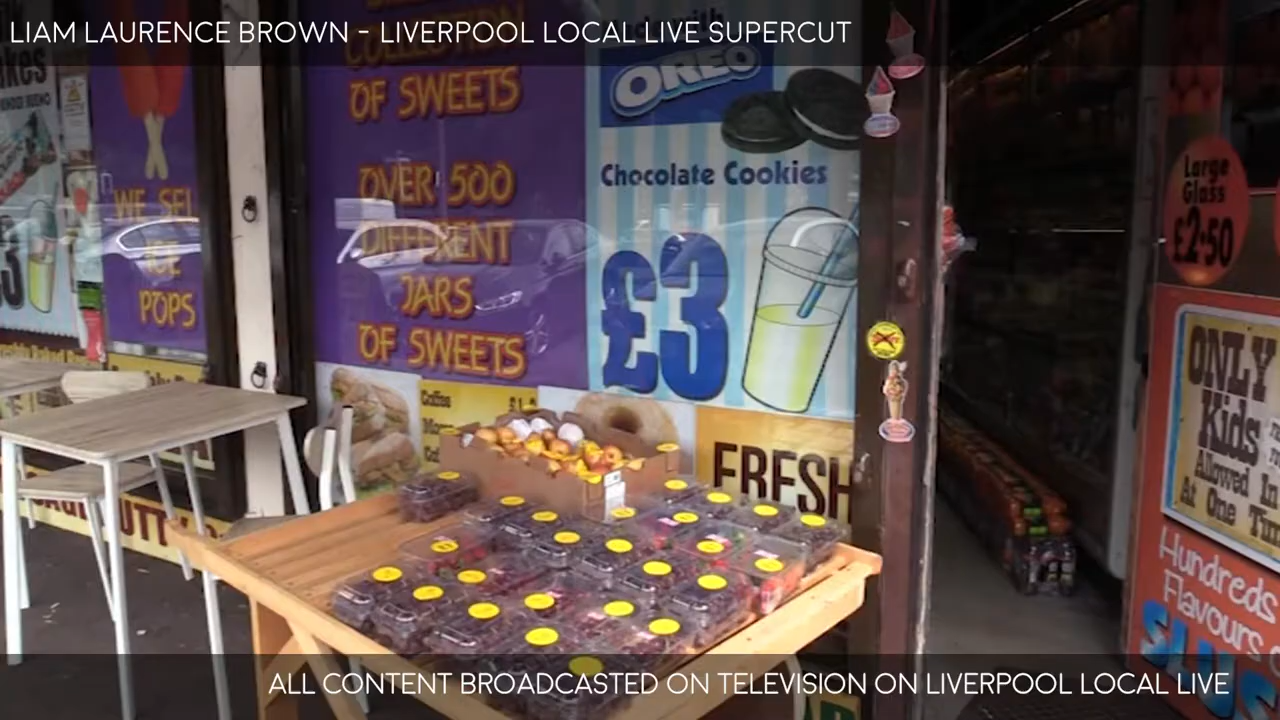 LIAM LAURENCE BROWN - LIVERPOOL LOCAL LIVE SUPERCUT
OF SWEETS
OVER 500
DIFFERENT
JARS
OF SWEETS
OREO
Chocolate Cookies
£3
WE SEL
ICE
POPS
Large
Glass
£2.50
ONLY
Kids
Allowed In
At One
Hundreds
Flavours
Coffee
FRESH
ALL CONTENT BROADCASTED ON TELEVISION ON LIVERPOOL LOCAL LIVE